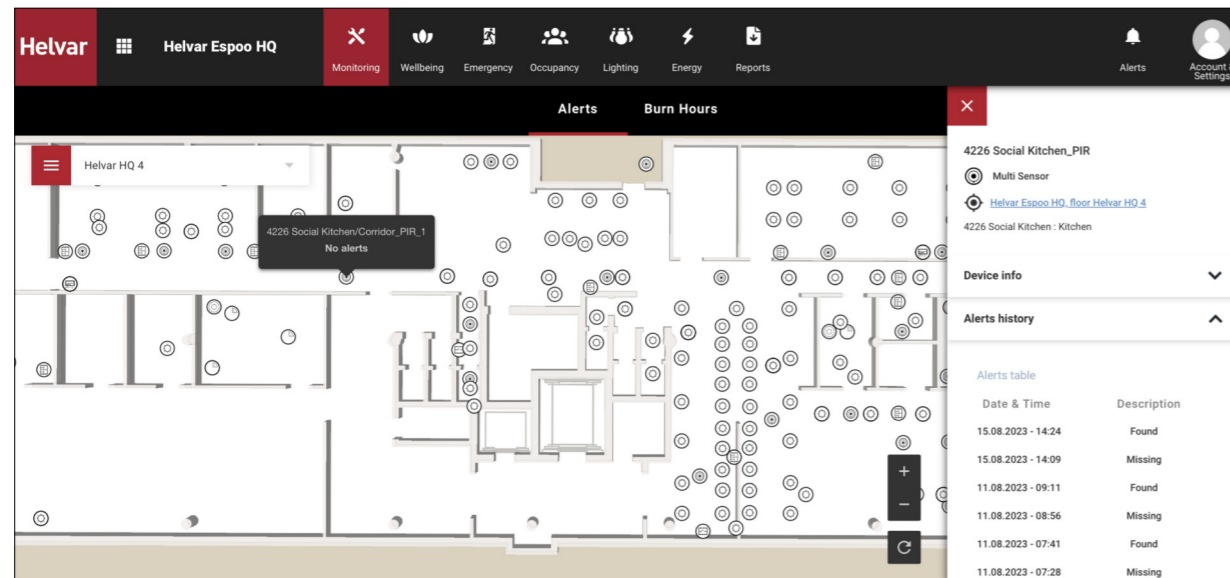 Helvar
Helvar Espoo HQ
Monitoring
Wellbeing
Emergency
Occupancy
Lighting
Energy
Reports
Alerts
Account &
Settings
Alerts
Burn Hours
Helvar HQ 4
4226 Social Kitchen/Corridor_PIR_1
No alerts
4226 Social Kitchen_PIR
Multi Sensor
Helvar Espoo HQ, floor Helvar HQ 4
4226 Social Kitchen : Kitchen
Device info
Alerts history
Alerts table
Date & Time Description
15.08.2023 - 14:24 Found
15.08.2023 - 14:09 Missing
11.08.2023 - 09:11 Found
11.08.2023 - 08:56 Missing
11.08.2023 - 07:41 Found
11.08.2023 - 07:28 Missing